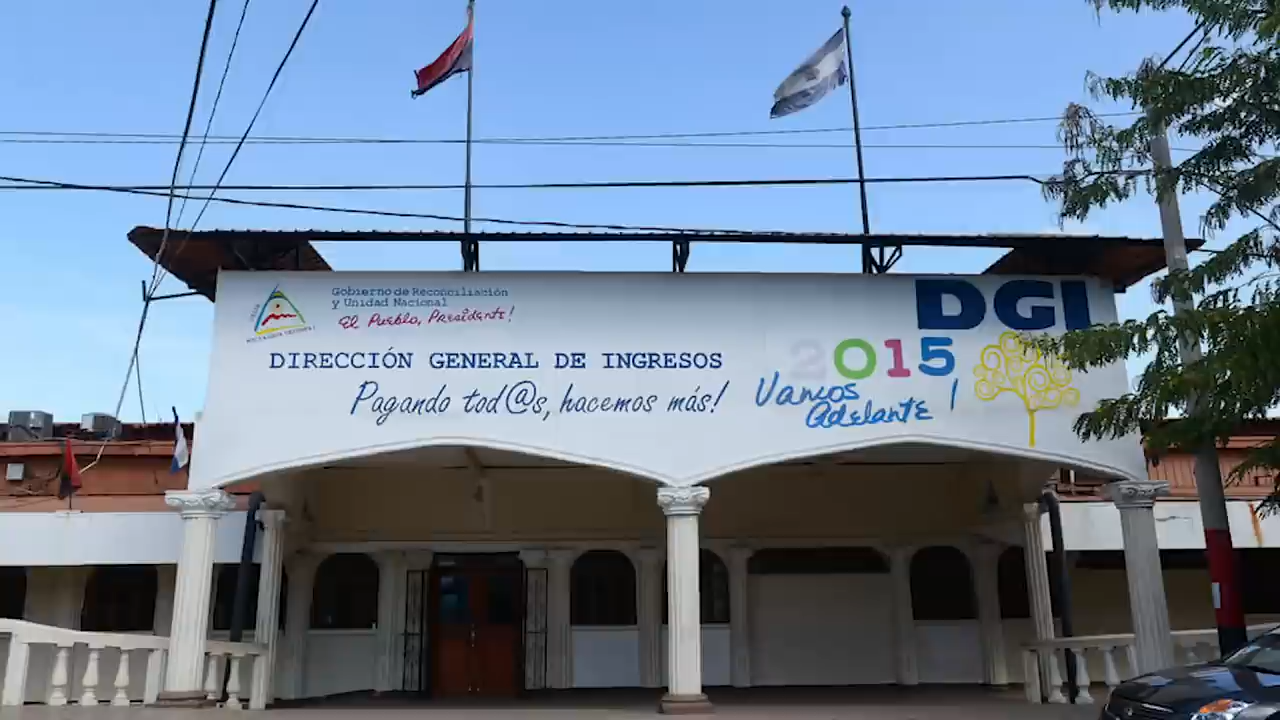 Gobierno de Reconciliación
y Unidad Nacional
El Pueblo, Presidente!
DIRECCIÓN GENERAL DE INGRESOS
Pagando tod@s, hacemos más!
DGI
2015
Vamos
Adelante!